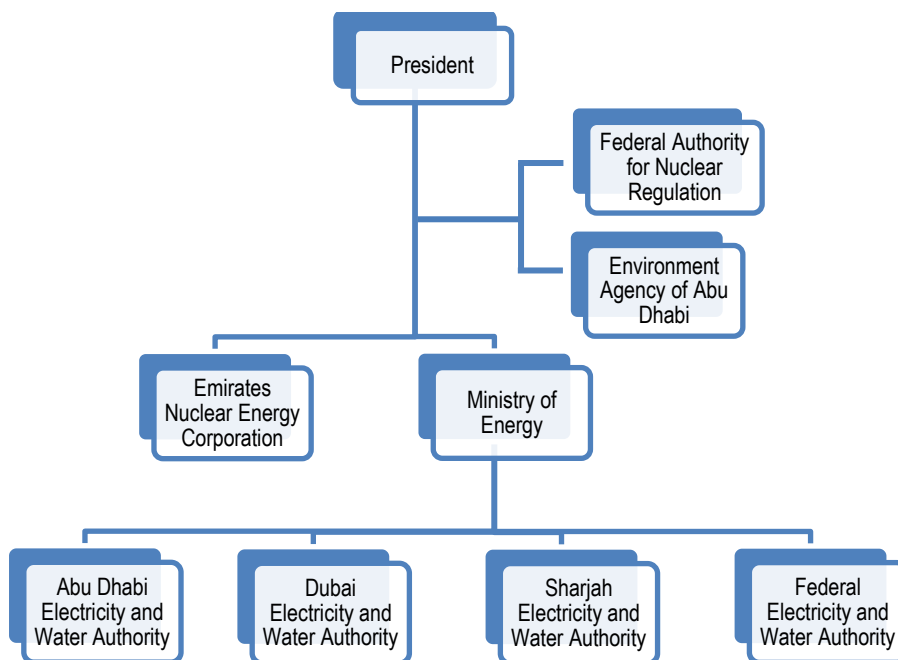 President
Federal Authority
for Nuclear
Regulation
Environment
Agency of Abu
Dhabi
Emirates
Nuclear Energy
Corporation
Ministry of
Energy
Abu Dhabi
Electricity and
Water Authority
Dubai
Electricity and
Water Authority
Sharjah
Electricity and
Water Authority
Federal
Electricity and
Water Authority